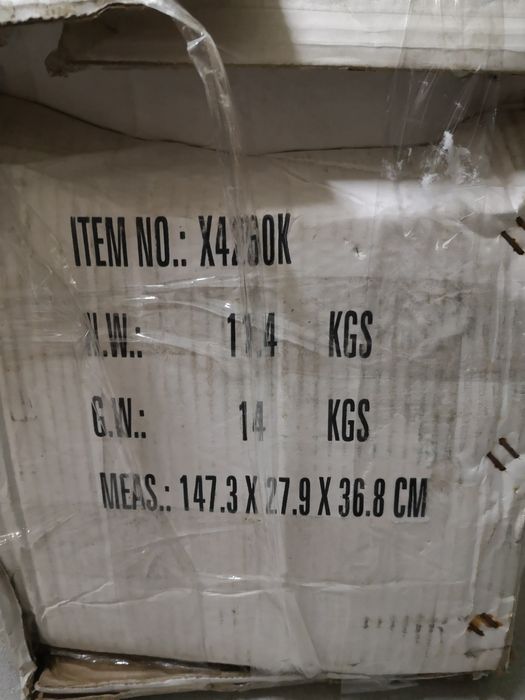 ITEM NO.:
N.W.: KGS
G.W.: 14 KGS
MEAS.: 147.3 X 27.9 X 36.8 CM